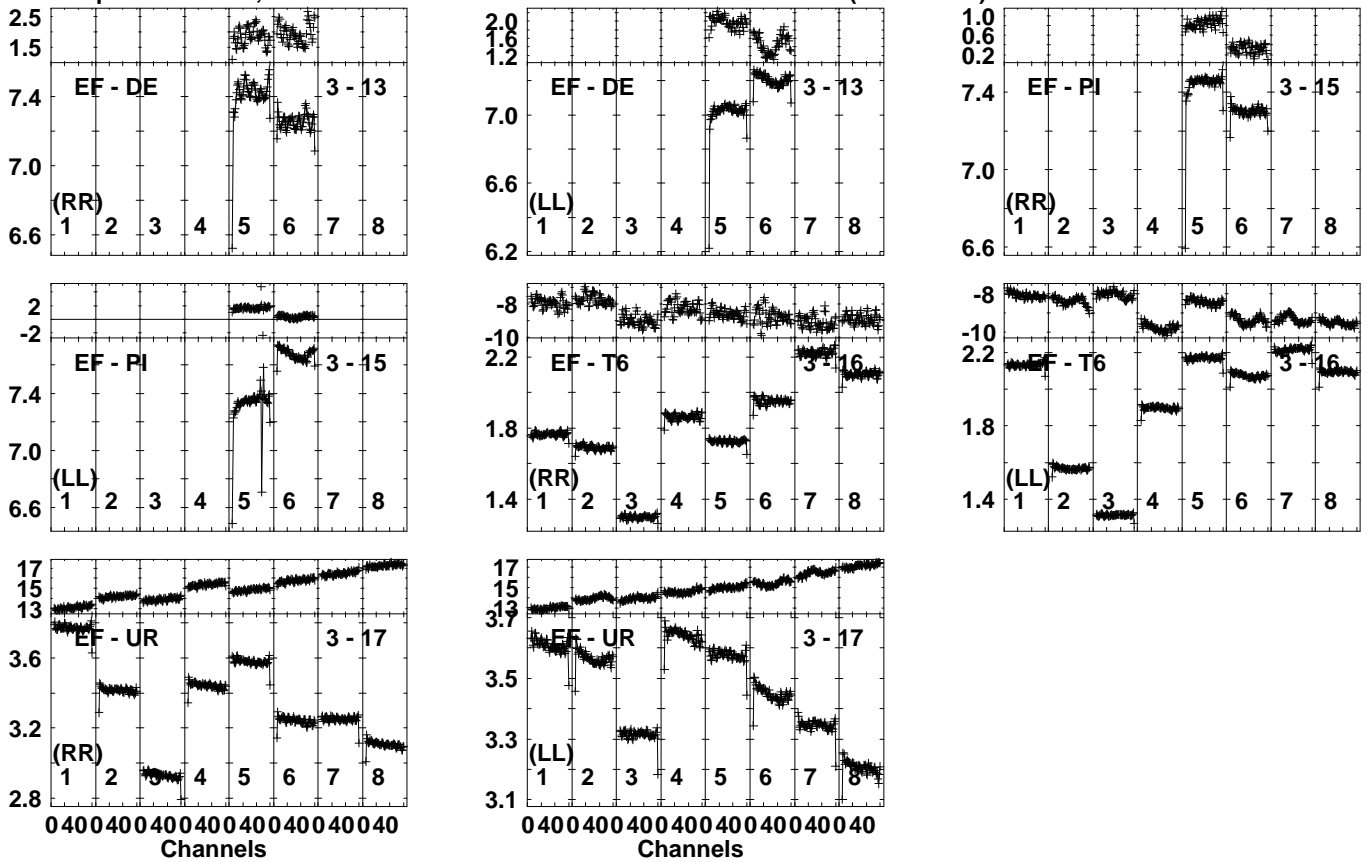 2.5
1.5
EF - DE 3 - 13
7.4
7.0
(RR)
6.6
1 2 3 4 5 6 7 8
2.0
1.6
1.2
EF - DE 3 - 13
7.0
6.6
(LL)
6.2
1 2 3 4 5 6 7 8
1.0
0.6
0.2
EF - PI 3 - 15
7.4
7.0
(RR)
6.6
1 2 3 4 5 6 7 8
2
-2
EF - PI 3 - 15
7.4
7.0
(LL)
6.6
1 2 3 4 5 6 7 8
-8
-10
EF - T6 3 - 16
2.2
1.8
(RR)
1.4
1 2 3 4 5 6 7 8
-8
-10
EF - T6 3 - 16
2.2
1.8
(LL)
1.4
1 2 3 4 5 6 7 8
17
15
13
EF - UR 3 - 17
3.6
3.2
(RR)
2.8
1 2 3 4 5 6 7 8
0 40 0 40 0 40 0 40 0 40 0 40 0 40 0 40
Channels
17
15
13
EF - UR 3 - 17
3.7
3.5
3.3
(LL)
3.1
1 2 3 4 5 6 7 8
0 40 0 40 0 40 0 40 0 40 0 40 0 40 0 40
Channels